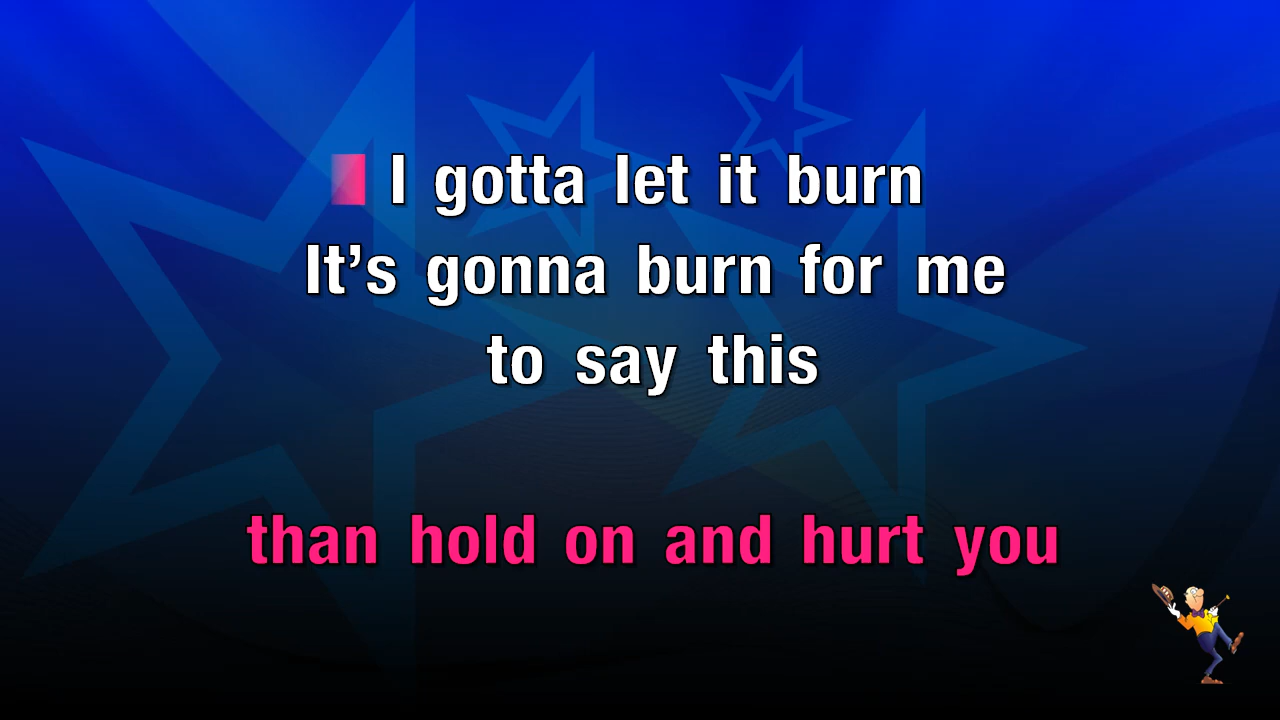 I gotta let it burn
It’s gonna burn for me
to say this
than hold on and hurt you